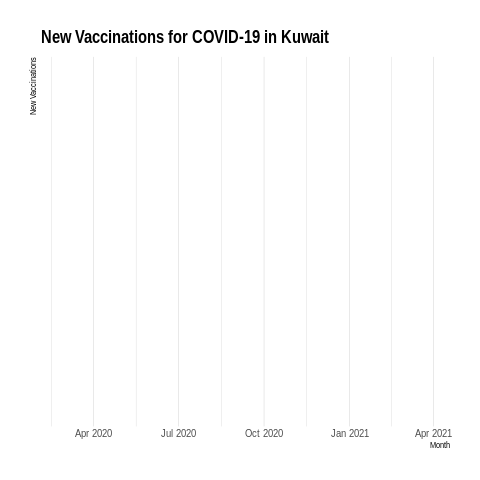 New Vaccinations for COVID-19 in Kuwait
New Vaccinations
Apr 2020 Jul 2020 Oct 2020 Jan 2021 Apr 2021
Month